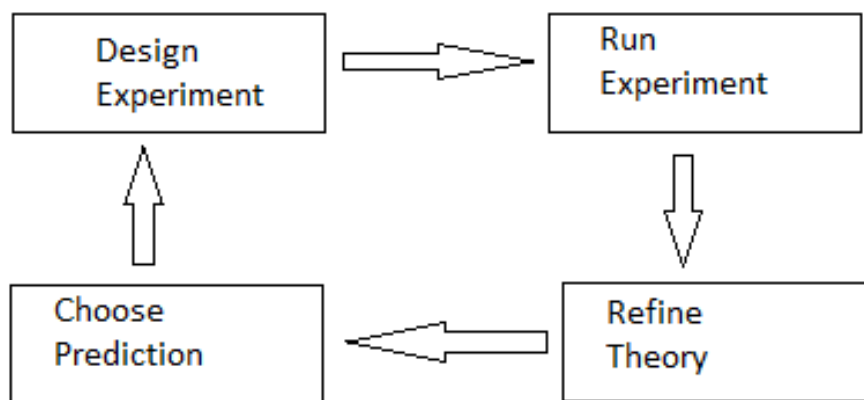 Design
Experiment
Run
Experiment
Choose
Prediction
Refine
Theory